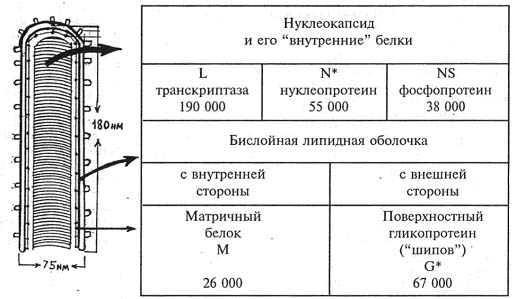 Нуклеокапсид
и его “внутренние” белки
L
транскриптаза
190 000
N*
нуклеопротеин
55 000
NS
фосфопротеин
38 000
Бислойная липидная оболочка
с внутренней
стороны
с внешней
стороны
Матричный
белок
M
26 000
Поверхностный
гликопротеин
(“шипов”)
G*
67 000
180нм
75нм